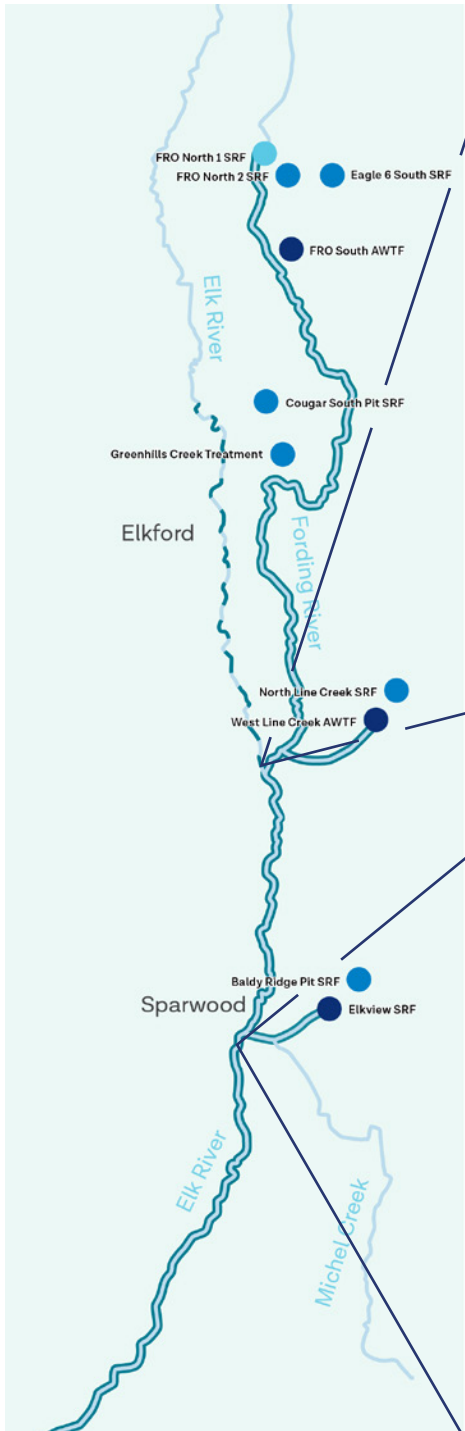 FRO North 1 SRF
FRO North 2 SRF
Eagle 6 South SRF
FRO South AWTF
Elk River
Cougar South Pit SRF
Greenhills Creek Treatment
Elkford
Fording River
North Line Creek SRF
West Line Creek AWTF
Baldy Ridge Pit SRF
Sparwood
Elkview SRF
Elk River
Michel Creek